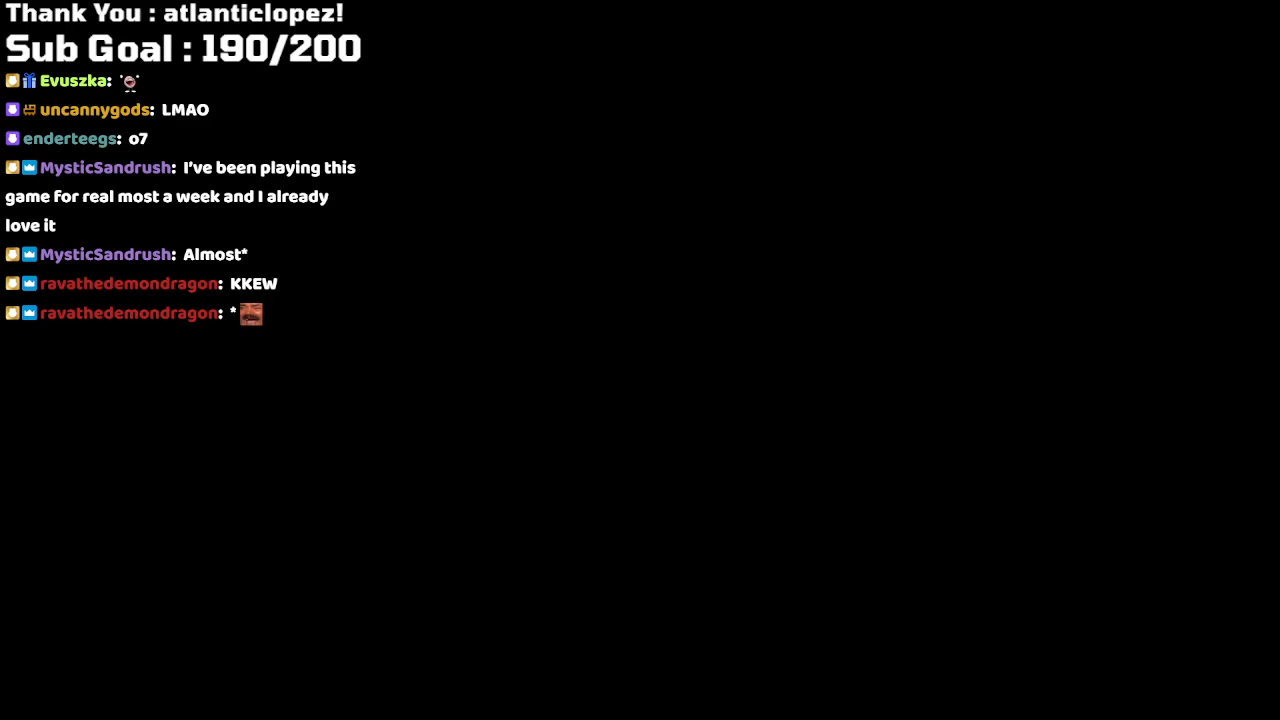 Thank You : atlanticlopez!
Sub Goal : 190/200
Evuszka:
uncannygods: LMAO
enderteegs: o7
MysticSandrush: I've been playing this
game for real most a week and I already
love it
MysticSandrush: Almost*
ravathedemondragon: KKEW
ravathedemondragon: *